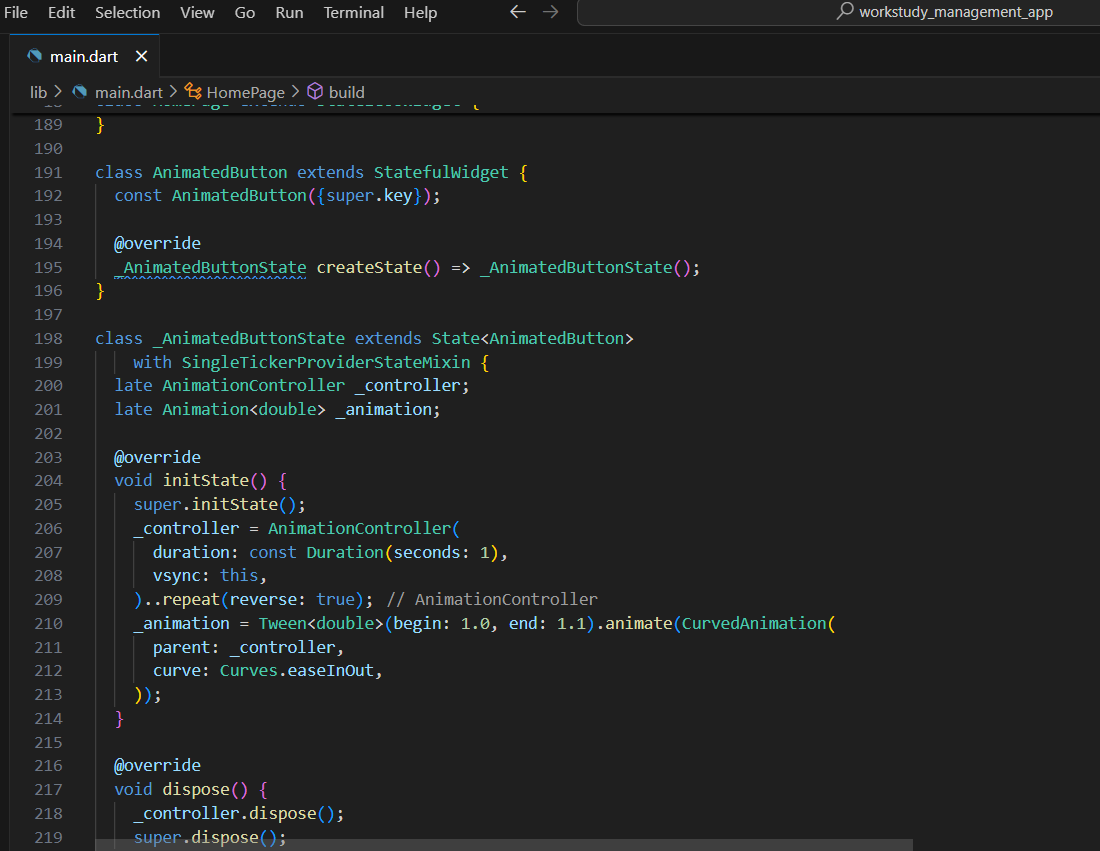 File Edit Selection View Go Run Terminal Help workstudy_management_app
main.dart
lib > main.dart > HomePage > build
189 }
190
191 class AnimatedButton extends StatefulWidget {
192 const AnimatedButton({super.key});
193
194 @override
195 _AnimatedButtonState createState() => _AnimatedButtonState();
196 }
197
198 class _AnimatedButtonState extends State<AnimatedButton>
199 with SingleTickerProviderStateMixin {
200 late AnimationController _controller;
201 late Animation<double> _animation;
202
203 @override
204 void initState() {
205 super.initState();
206 _controller = AnimationController(
207 duration: const Duration(seconds: 1),
208 vsync: this,
209 )..repeat(reverse: true); // AnimationController
210 _animation = Tween<double>(begin: 1.0, end: 1.1).animate(CurvedAnimation(
211 parent: _controller,
212 curve: Curves.easeInOut,
213 ));
214 }
215
216 @override
217 void dispose() {
218 _controller.dispose();
219 super.dispose();